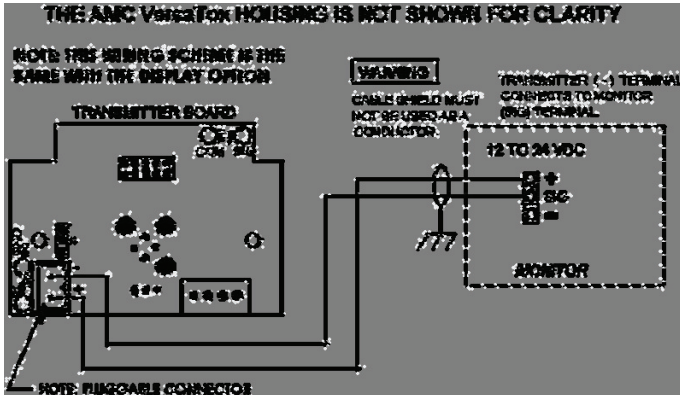 THE AMC VersaTox HOUSING IS NOT SHOWN FOR CLARITY
NOTE: THIS WIRING SCHEME IS THE
SAME WITH THE DISPLAY OPTION
WARNING
CABLE SHIELD MUST
NOT BE USED AS A
CONDUCTOR
TRANSMITTER (-) TERMINAL
CONNECTS TO MONITOR
(SIG) TERMINAL
TRANSMITTER BOARD
COM SIG
12 TO 24 VDC
+
SIG
-
MONITOR
-
+
NOTE: PLUGGABLE CONNECTOR